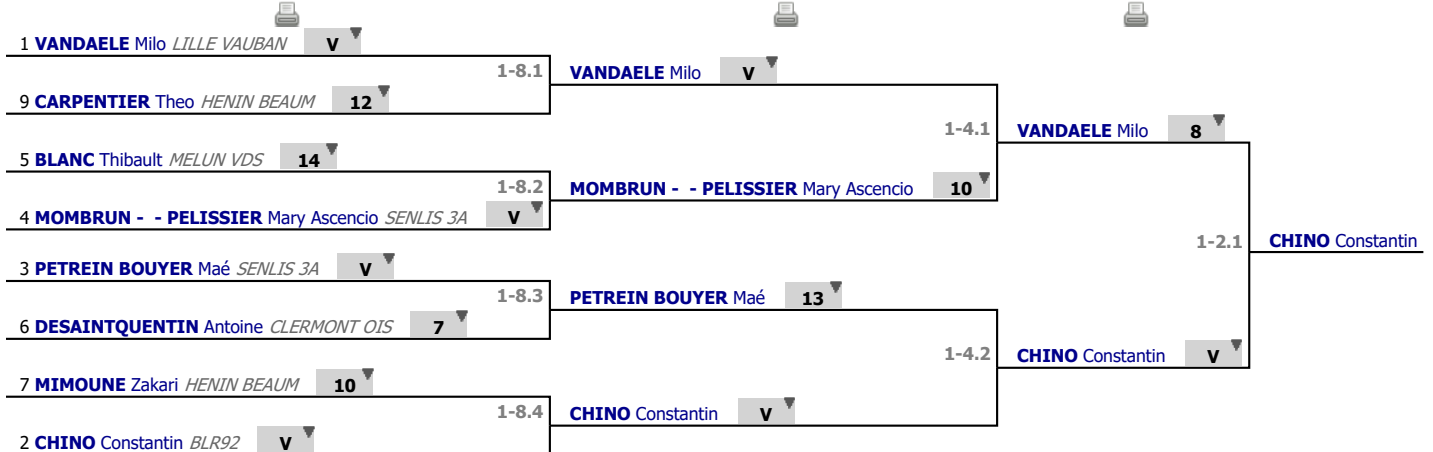 1 VANDAELE Milo LILLE VAUBAN V
1-8.1
VANDAELE Milo V
9 CARPENTIER Theo HENIN BEAUM 12
1-4.1
VANDAELE Milo 8
5 BLANC Thibault MELUN VDS 14
1-8.2
MOMBRUN - - PELISSIER Mary Ascencio 10
4 MOMBRUN - - PELISSIER Mary Ascencio SENLIS 3A V
1-2.1
CHINO Constantin
3 PETREIN BOUYER Maé SENLIS 3A V
1-8.3
PETREIN BOUYER Maé 13
6 DESAINTQUENTIN Antoine CLERMONT OIS 7
1-4.2
CHINO Constantin V
7 MIMOUNE Zakari HENIN BEAUM 10
1-8.4
CHINO Constantin V
2 CHINO Constantin BLR92 V